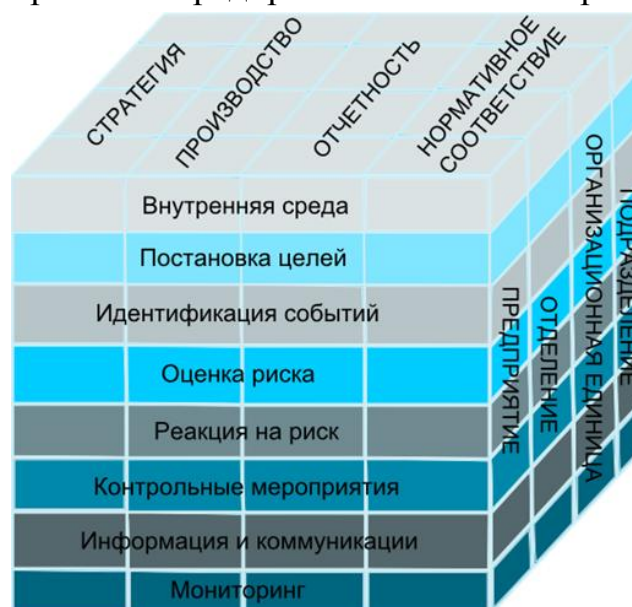 СТРАТЕГИЯ
ПРОИЗВОДСТВО
ОТЧЕТНОСТЬ
НОРМАТИВНОЕ
СООТВЕТСТВИЕ
Внутренняя среда
Постановка целей
Идентификация событий
Оценка риска
Реакция на риск
Контрольные мероприятия
Информация и коммуникации
Мониторинг
ПРЕДПРИЯТИЕ
ОТДЕЛЕНИЕ
ОРГАНИЗАЦИОННАЯ ЕДИНИЦА
ПОДРАЗДЕЛЕНИЕ